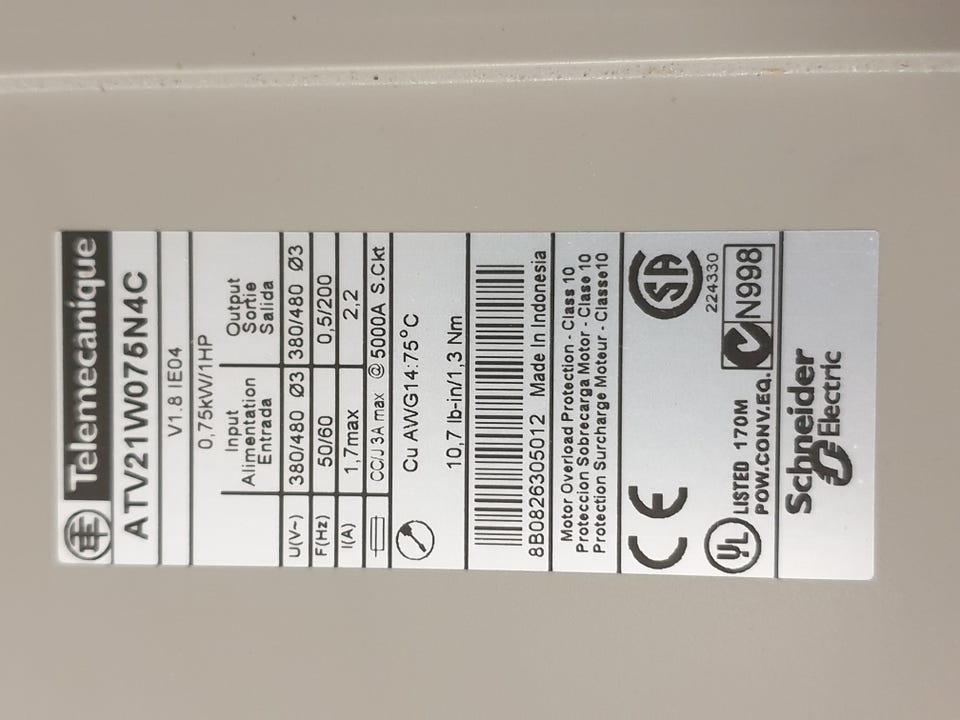 Telemecanique
ATV21W075N4C
V1.8 IE04
0,75kW/1HP
Input Output
Alimentation Sortie
Entrada Salida
U(V~) 380/480 Ø3 380/480 Ø3
F(Hz) 50/60 0,5/200
I(A) 1,7max 2,2
CC/J 3A max @ 5000A S.Ckt
Cu AWG14:75°C
10,7 lb-in/1,3 Nm
8B0826305012 Made In Indonesia
Motor Overload Protection - Class 10
Proteccion Sobrecarga Motor - Clase 10
Protection Surcharge Moteur - Classe10
CE SA
224330
UL LISTED 170M N998
POW.CONV.EQ.
Schneider
Electric